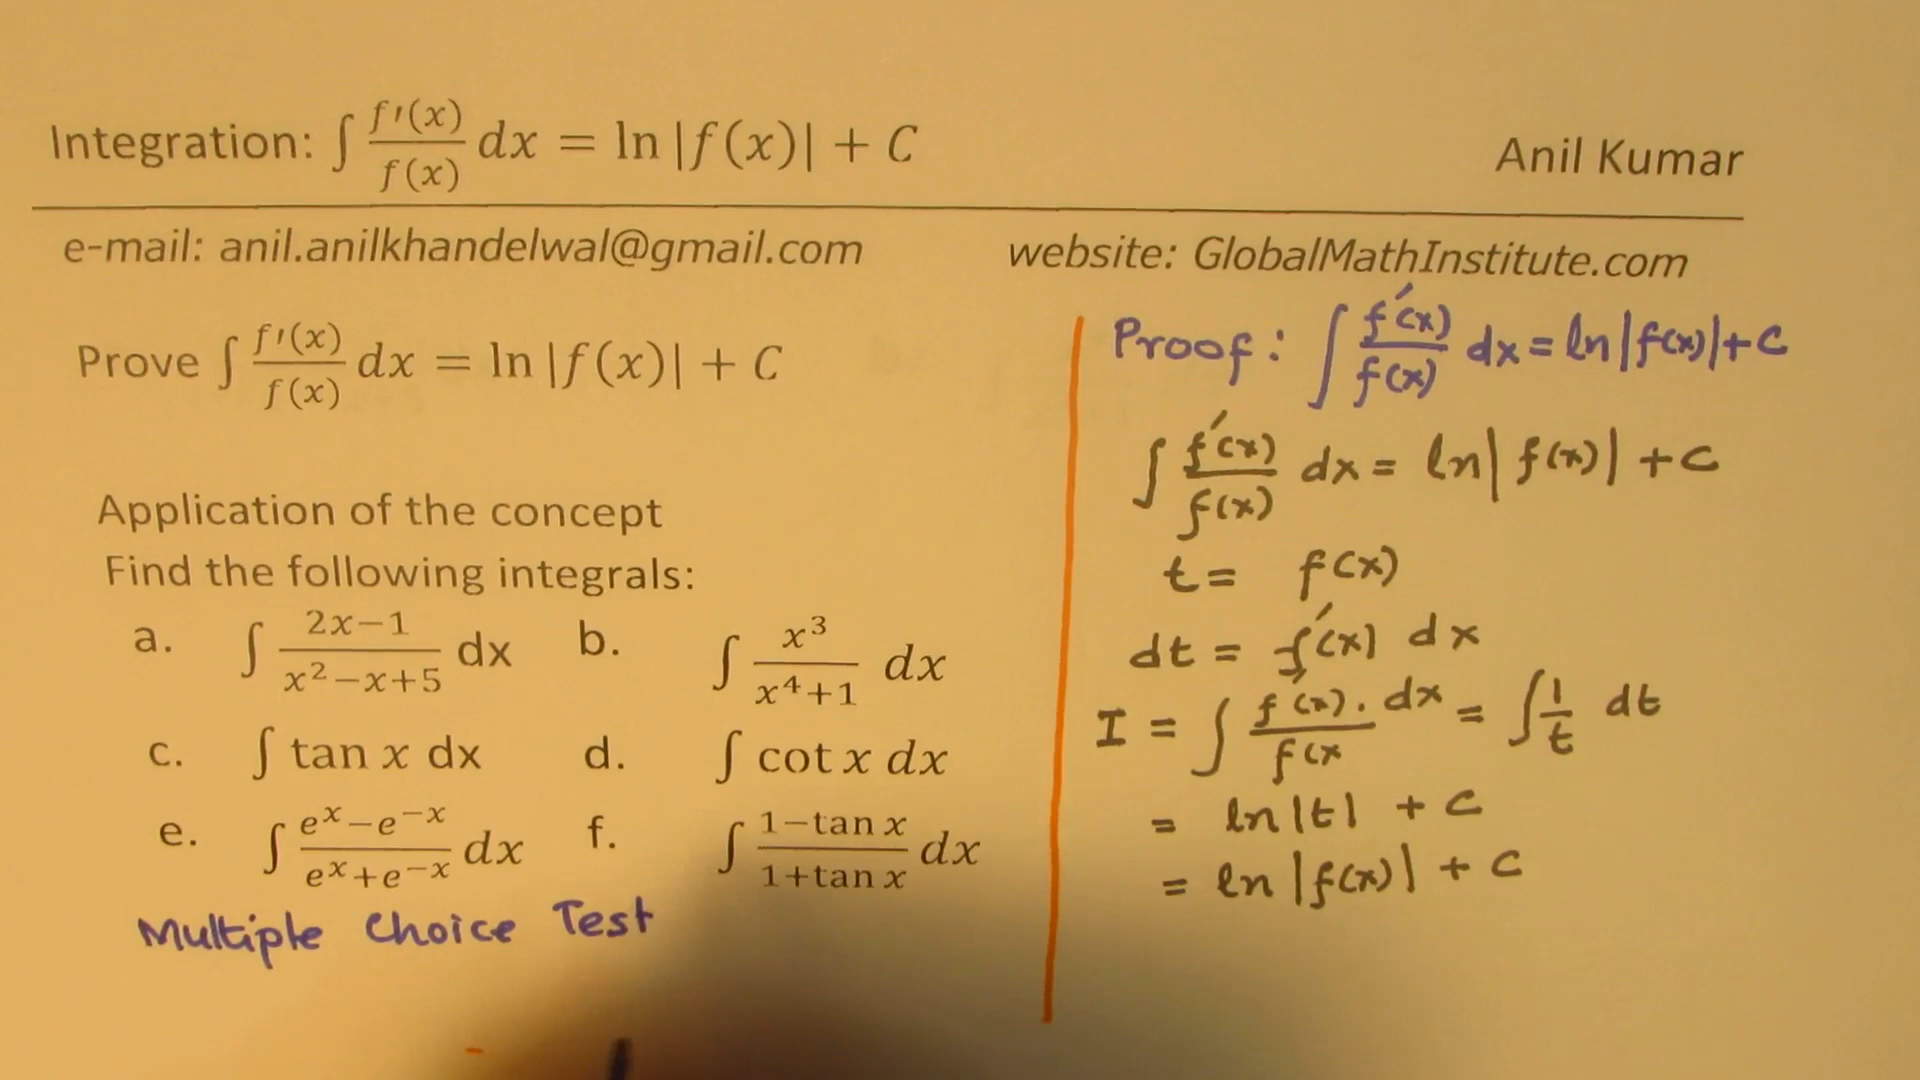 Integration: ∫ f′(x)/f(x) dx = ln |f(x)| + C
Anil Kumar
e-mail: anil.anilkhandelwal@gmail.com
website: GlobalMathInstitute.com
Prove ∫ f′(x)/f(x) dx = ln |f(x)| + C
Application of the concept
Find the following integrals:
a. ∫ 2x−1/x²−x+5 dx b. ∫ x³/x⁴+1 dx
c. ∫ tan x dx d. ∫ cot x dx
e. ∫ eˣ−e⁻ˣ/eˣ+e⁻ˣ dx f. ∫ 1−tan x/1+tan x dx
Multiple Choice Test
Proof: ∫ f′(x)/f(x) dx = ln |f(x)| + C
∫ f′(x)/f(x) dx = ln | f(x) | + C
t = f(x)
dt = f′(x) dx
I = ∫ f′(x). dx/f(x = ∫ 1/t dt
= ln |t| + C
= ln |f(x)| + C